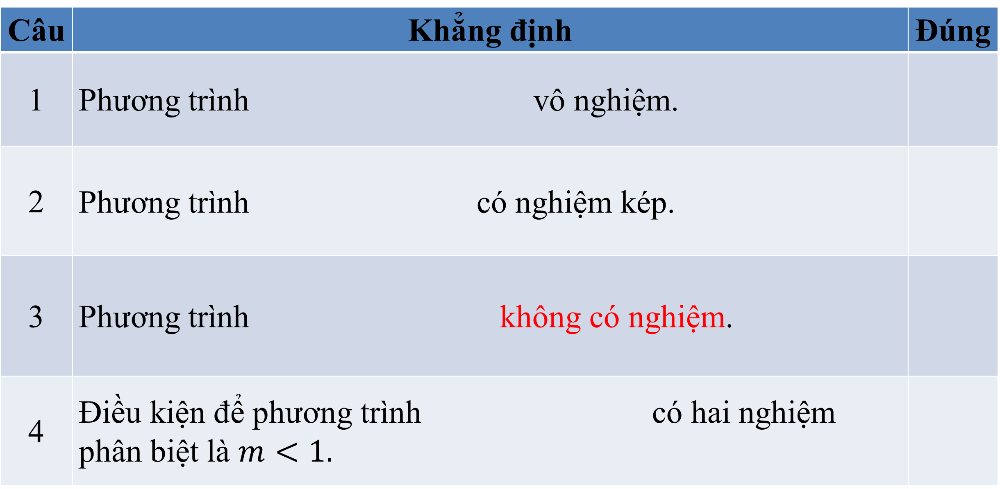 Câu Khẳng định Đúng
1 Phương trình vô nghiệm.
2 Phương trình có nghiệm kép.
3 Phương trình không có nghiệm.
4 Điều kiện để phương trình có hai nghiệm
phân biệt là m < 1.